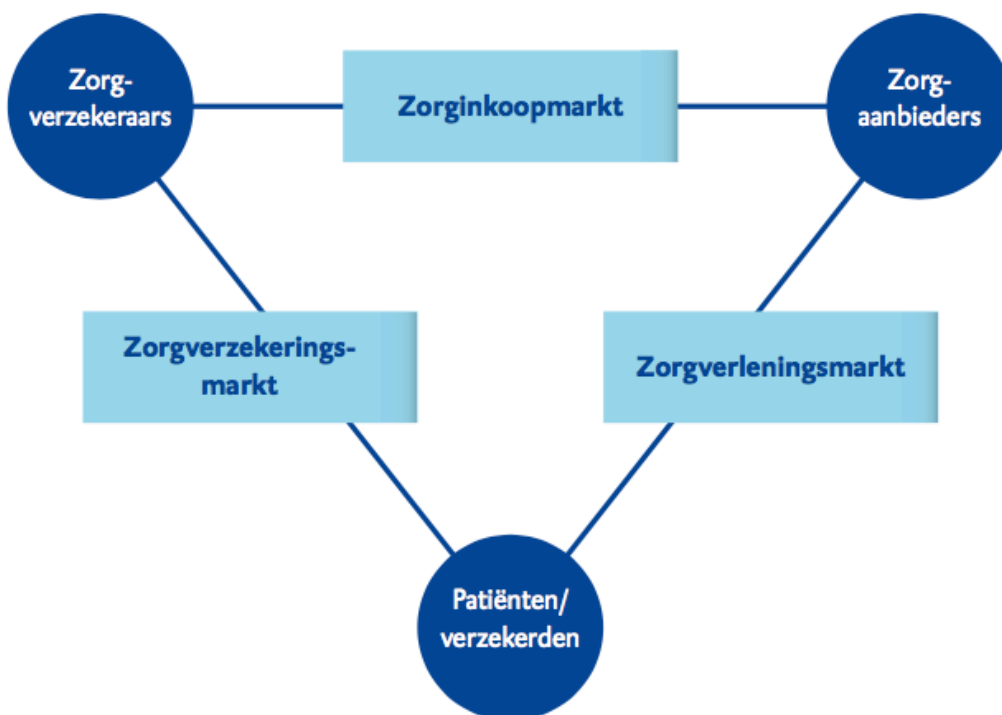 Zorg-
verzekeraars
Zorginkoopmarkt
Zorg-
aanbieders
Zorgverzekerings-
markt
Zorgverleningsmarkt
Patiënten/
verzekerden